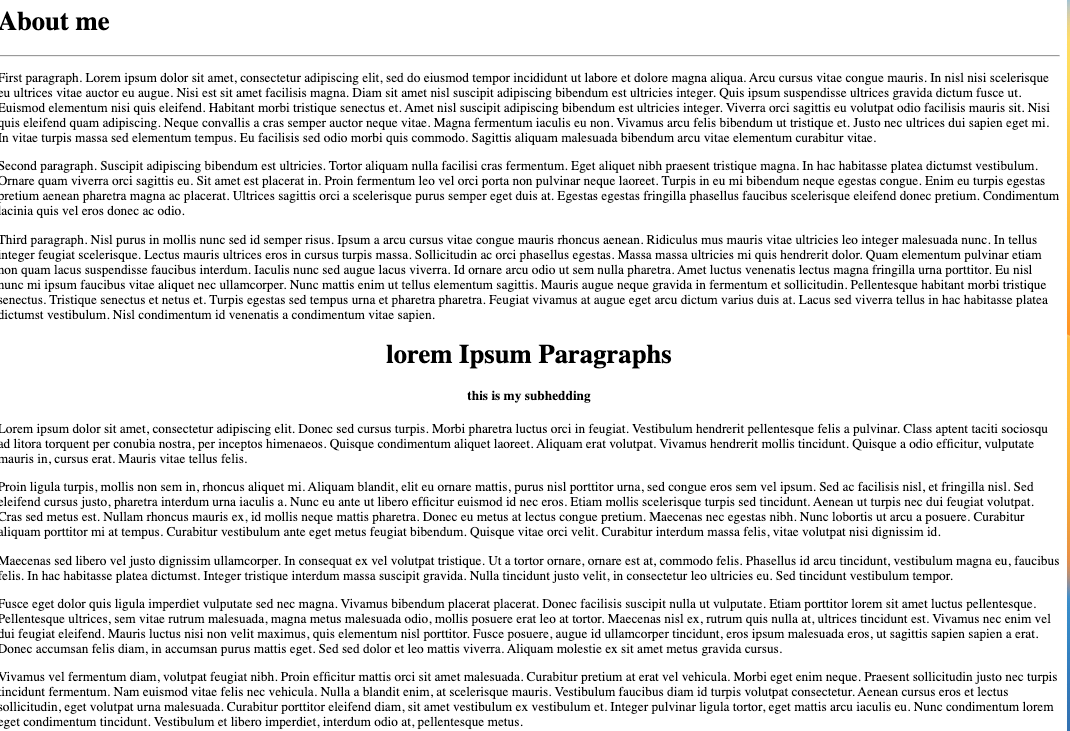 About me
First paragraph. Lorem ipsum dolor sit amet, consectetur adipiscing elit, sed do eiusmod tempor incididunt ut labore et dolore magna aliqua. Arcu cursus vitae congue mauris. In nisl nisi scelerisque
eu ultrices vitae auctor eu augue. Nisi est sit amet facilisis magna. Diam sit amet nisl suscipit adipiscing bibendum est ultricies integer. Quis ipsum suspendisse ultrices gravida dictum fusce ut.
Euismod elementum nisi quis eleifend. Habitant morbi tristique senectus et. Amet nisl suscipit adipiscing bibendum est ultricies integer. Viverra orci sagittis eu volutpat odio facilisis mauris sit. Nisi
quis eleifend quam adipiscing. Neque convallis a cras semper auctor neque vitae. Magna fermentum iaculis eu non. Vivamus arcu felis bibendum ut tristique et. Justo nec ultrices dui sapien eget mi.
In vitae turpis massa sed elementum tempus. Eu facilisis sed odio morbi quis commodo. Sagittis aliquam malesuada bibendum arcu vitae elementum curabitur vitae.
Second paragraph. Suscipit adipiscing bibendum est ultricies. Tortor aliquam nulla facilisi cras fermentum. Eget aliquet nibh praesent tristique magna. In hac habitasse platea dictumst vestibulum.
Ornare quam viverra orci sagittis eu. Sit amet est placerat in. Proin fermentum leo vel orci porta non pulvinar neque laoreet. Turpis in eu mi bibendum neque egestas congue. Enim eu turpis egestas
pretium aenean pharetra magna ac placerat. Ultrices sagittis orci a scelerisque purus semper eget duis at. Egestas egestas fringilla phasellus faucibus scelerisque eleifend donec pretium. Condimentum
lacinia quis vel eros donec ac odio.
Third paragraph. Nisl purus in mollis nunc sed id semper risus. Ipsum a arcu cursus vitae congue mauris rhoncus aenean. Ridiculus mus mauris vitae ultricies leo integer malesuada nunc. In tellus
integer feugiat scelerisque. Lectus mauris ultrices eros in cursus turpis massa. Sollicitudin ac orci phasellus egestas. Massa massa ultricies mi quis hendrerit dolor. Quam elementum pulvinar etiam
non quam lacus suspendisse faucibus interdum. Iaculis nunc sed augue lacus viverra. Id ornare arcu odio ut sem nulla pharetra. Amet luctus venenatis lectus magna fringilla urna porttitor. Eu nisl
nunc mi ipsum faucibus vitae aliquet nec ullamcorper. Nunc mattis enim ut tellus elementum sagittis. Mauris augue neque gravida in fermentum et sollicitudin. Pellentesque habitant morbi tristique
senectus. Tristique senectus et netus et. Turpis egestas sed tempus urna et pharetra pharetra. Feugiat vivamus at augue eget arcu dictum varius duis at. Lacus sed viverra tellus in hac habitasse platea
dictumst vestibulum. Nisl condimentum id venenatis a condimentum vitae sapien.
lorem Ipsum Paragraphs
this is my subhedding
Lorem ipsum dolor sit amet, consectetur adipiscing elit. Donec sed cursus turpis. Morbi pharetra luctus orci in feugiat. Vestibulum hendrerit pellentesque felis a pulvinar. Class aptent taciti sociosqu
ad litora torquent per conubia nostra, per inceptos himenaeos. Quisque condimentum aliquet laoreet. Aliquam erat volutpat. Vivamus hendrerit mollis tincidunt. Quisque a odio efficitur, vulputate
mauris in, cursus erat. Mauris vitae tellus felis.
Proin ligula turpis, mollis non sem in, rhoncus aliquet mi. Aliquam blandit, elit eu ornare mattis, purus nisl porttitor urna, sed congue eros sem vel ipsum. Sed ac facilisis nisl, et fringilla nisl. Sed
eleifend cursus justo, pharetra interdum urna iaculis a. Nunc eu ante ut libero efficitur euismod id nec eros. Etiam mollis scelerisque turpis sed tincidunt. Aenean ut turpis nec dui feugiat volutpat.
Cras sed metus est. Nullam rhoncus mauris ex, id mollis neque mattis pharetra. Donec eu metus at lectus congue pretium. Maecenas nec egestas nibh. Nunc lobortis ut arcu a posuere. Curabitur
aliquam porttitor mi at tempus. Curabitur vestibulum ante eget metus feugiat bibendum. Quisque vitae orci velit. Curabitur interdum massa felis, vitae volutpat nisi dignissim id.
Maecenas sed libero vel justo dignissim ullamcorper. In consequat ex vel volutpat tristique. Ut a tortor ornare, ornare est at, commodo felis. Phasellus id arcu tincidunt, vestibulum magna eu, faucibus
felis. In hac habitasse platea dictumst. Integer tristique interdum massa suscipit gravida. Nulla tincidunt justo velit, in consectetur leo ultricies eu. Sed tincidunt vestibulum tempor.
Fusce eget dolor quis ligula imperdiet vulputate sed nec magna. Vivamus bibendum placerat placerat. Donec facilisis suscipit nulla ut vulputate. Etiam porttitor lorem sit amet luctus pellentesque.
Pellentesque ultrices, sem vitae rutrum malesuada, magna metus malesuada odio, mollis posuere erat leo at tortor. Maecenas nisl ex, rutrum quis nulla at, ultrices tincidunt est. Vivamus nec enim vel
dui feugiat eleifend. Mauris luctus nisi non velit maximus, quis elementum nisl porttitor. Fusce posuere, augue id ullamcorper tincidunt, eros ipsum malesuada eros, ut sagittis sapien sapien a erat.
Donec accumsan felis diam, in accumsan purus mattis eget. Sed sed dolor et leo mattis viverra. Aliquam molestie ex sit amet metus gravida cursus.
Vivamus vel fermentum diam, volutpat feugiat nibh. Proin efficitur mattis orci sit amet malesuada. Curabitur pretium at erat vel vehicula. Morbi eget enim neque. Praesent sollicitudin justo nec turpis
tincidunt fermentum. Nam euismod vitae felis nec vehicula. Nulla a blandit enim, at scelerisque mauris. Vestibulum faucibus diam id turpis volutpat consectetur. Aenean cursus eros et lectus
sollicitudin, eget volutpat urna malesuada. Curabitur porttitor eleifend diam, sit amet vestibulum ex vestibulum et. Integer pulvinar ligula tortor, eget mattis arcu iaculis eu. Nunc condimentum lorem
eget condimentum tincidunt. Vestibulum et libero imperdiet, interdum odio at, pellentesque metus.